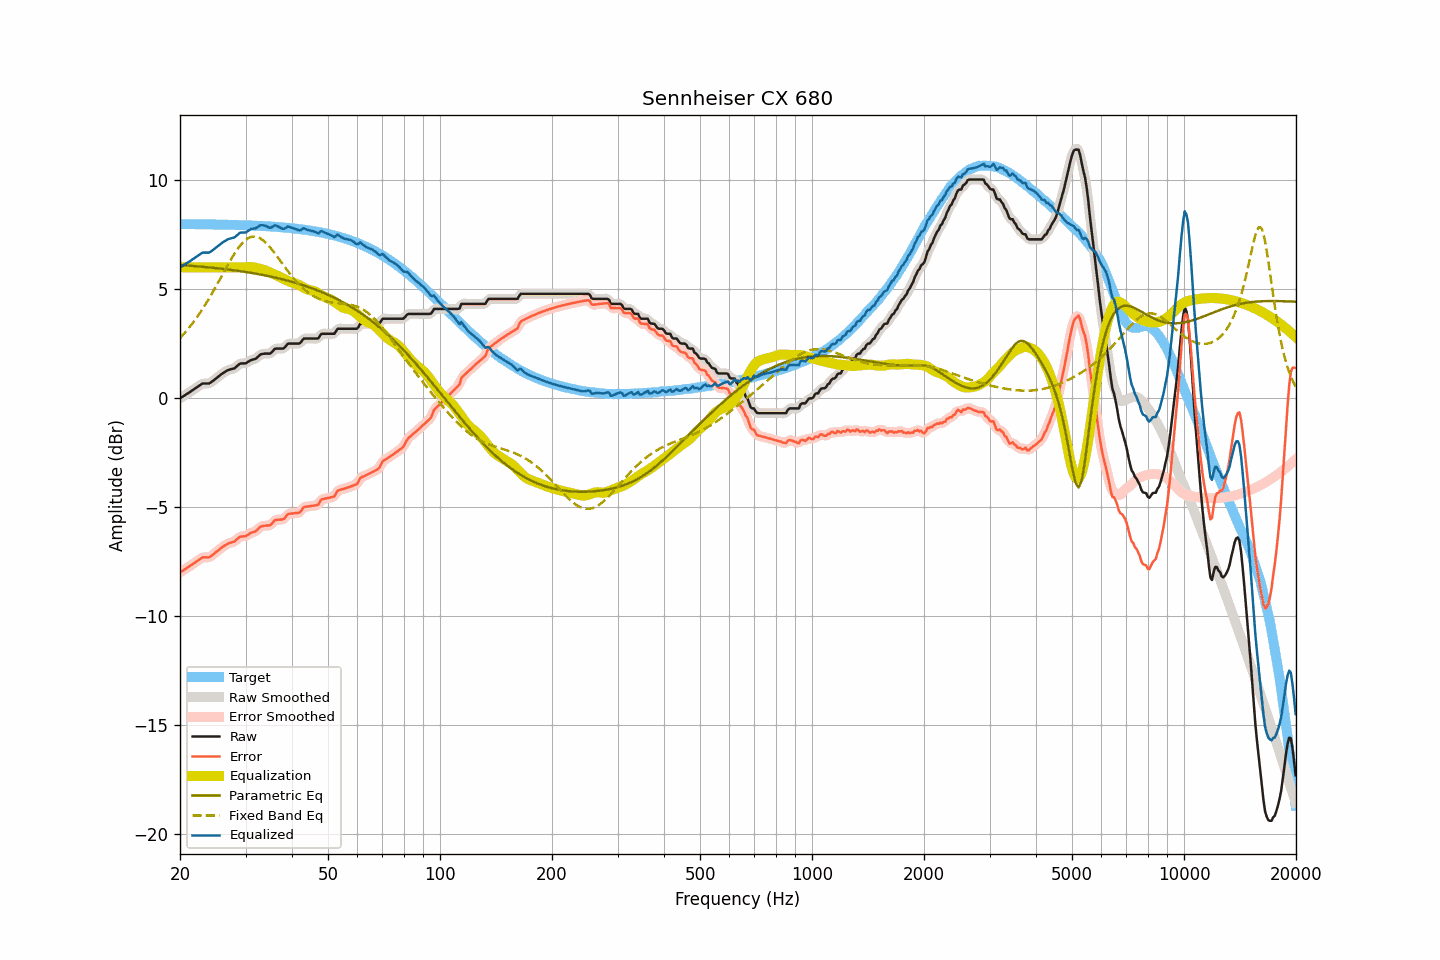 Sennheiser CX 680
Amplitude (dBr)
10
5
0
−5
−10
−15
−20
Target
Raw Smoothed
Error Smoothed
Raw
Error
Equalization
Parametric Eq
Fixed Band Eq
Equalized
20 50 100 200 500 1000 2000 5000 10000 20000
Frequency (Hz)